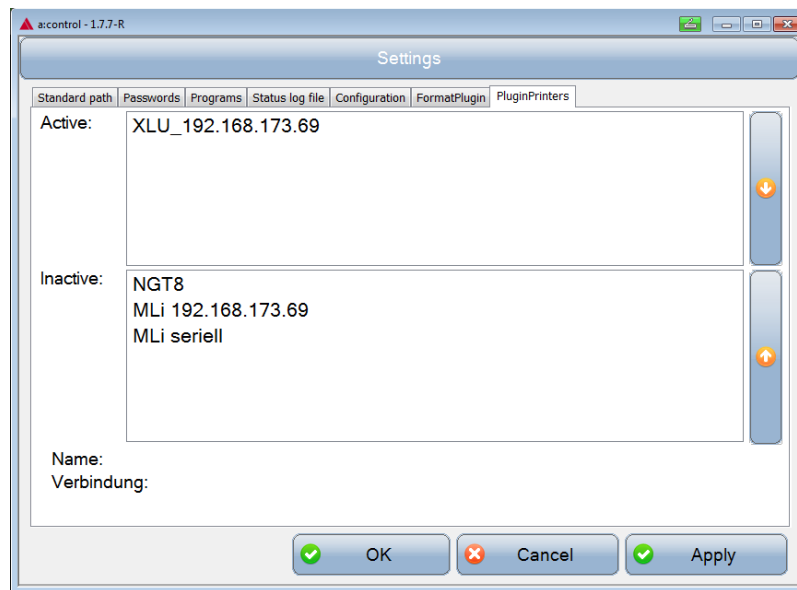 a:control - 1.7.7-R
Settings
Standard path Passwords Programs Status log file Configuration FormatPlugin PluginPrinters
Active:
XLU_192.168.173.69
Inactive:
NGT8
MLi 192.168.173.69
MLi seriell
Name:
Verbindung:
OK Cancel Apply